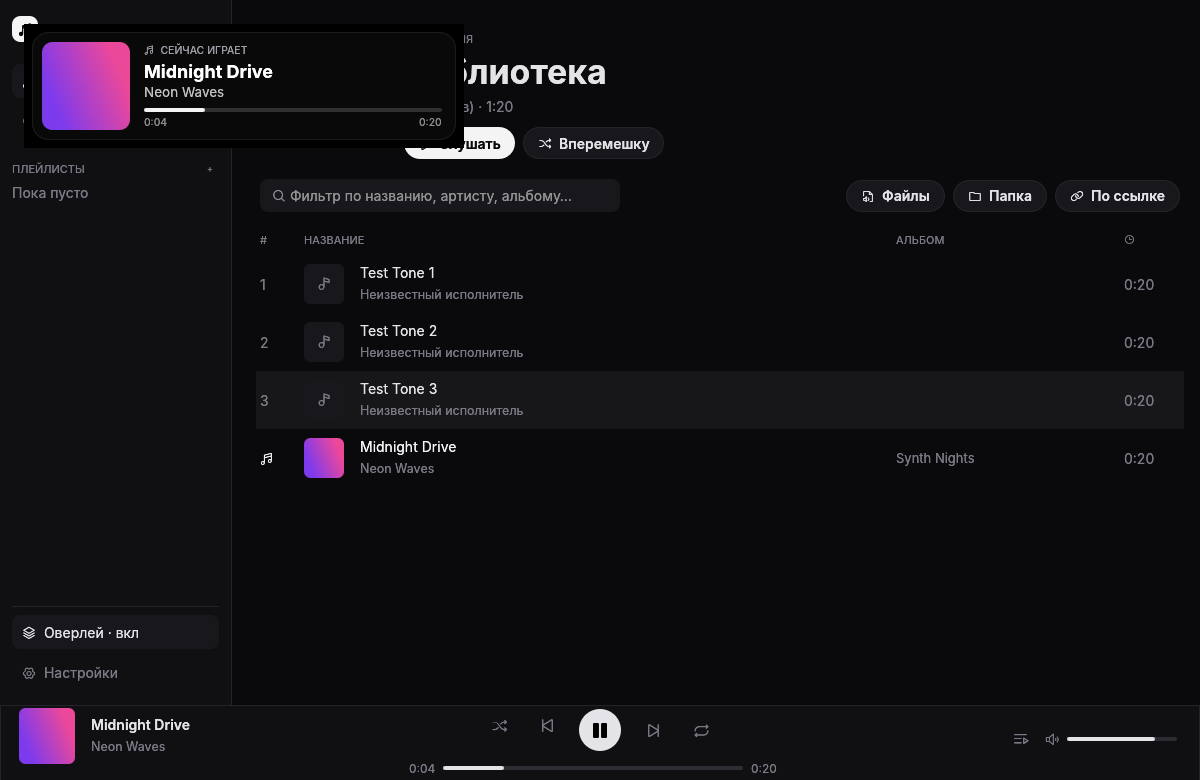 СЕЙЧАС ИГРАЕТ
Midnight Drive
Neon Waves
0:04
0:20
· 1:20
Вперемешку
ПЛЕЙЛИСТЫ +
Пока пусто
Фильтр по названию, артисту, альбому...
Файлы
Папка
По ссылке
# НАЗВАНИЕ АЛЬБОМ
1 Test Tone 1 0:20
Неизвестный исполнитель
2 Test Tone 2 0:20
Неизвестный исполнитель
3 Test Tone 3 0:20
Неизвестный исполнитель
Midnight Drive Synth Nights 0:20
Neon Waves
Оверлей · вкл
Настройки
Midnight Drive
Neon Waves
0:04
0:20